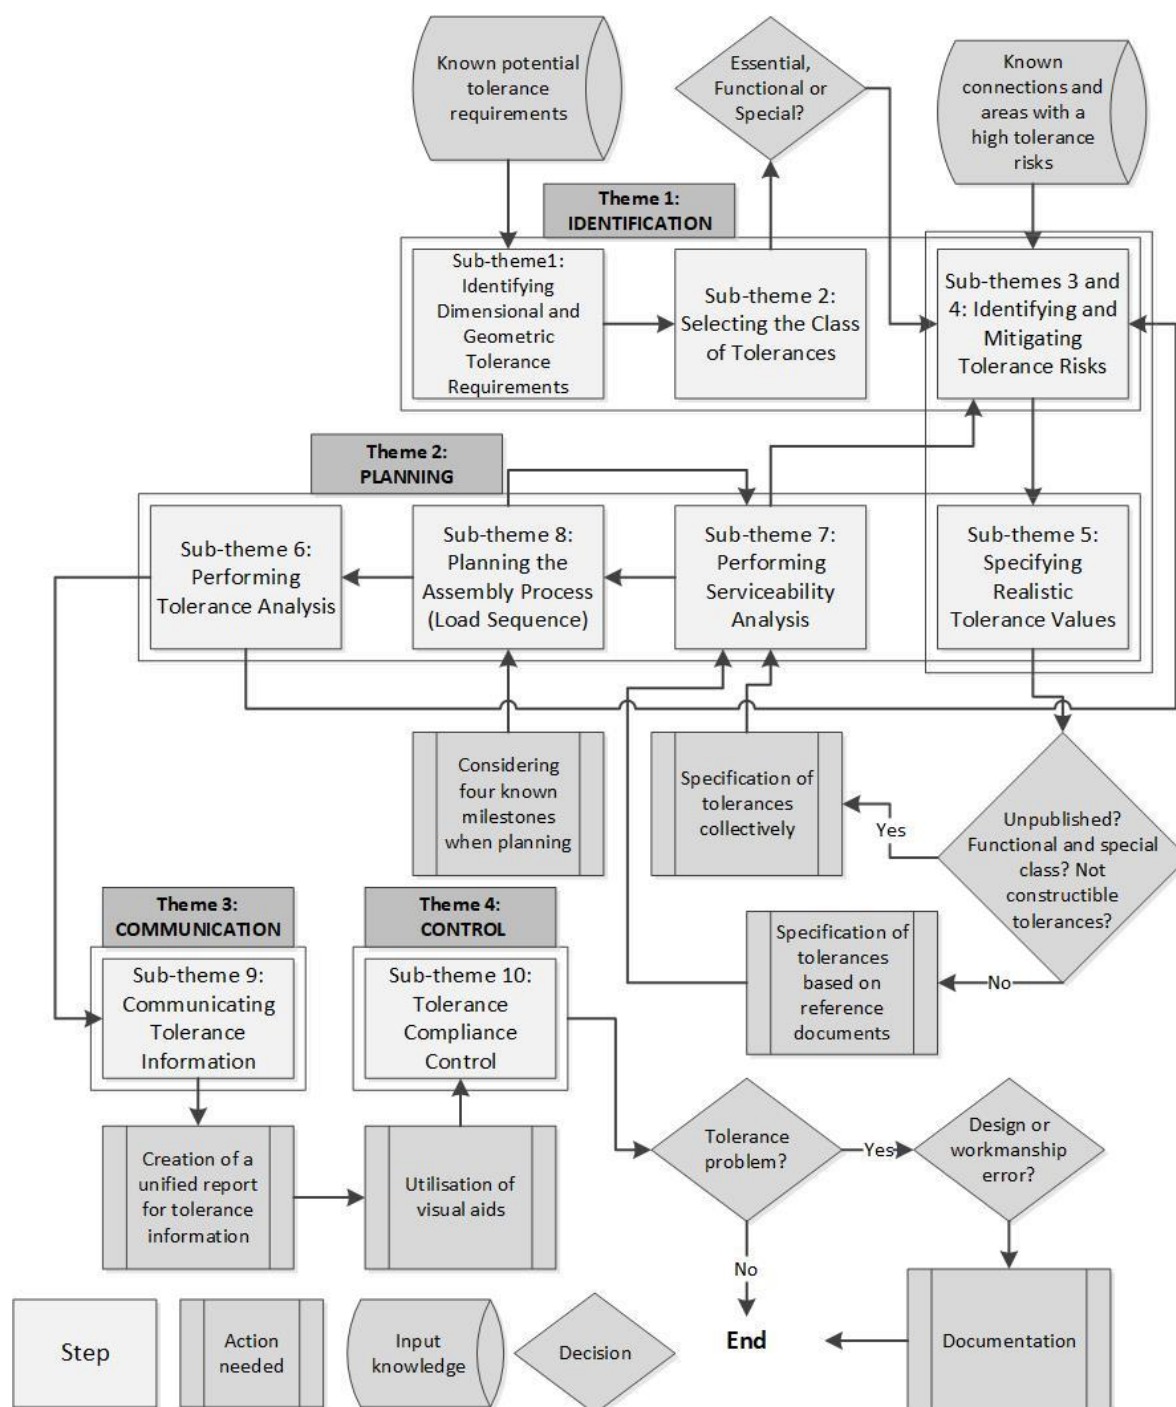 Known potential
tolerance
requirements
Essential,
Functional or
Special?
Known
connections and
areas with a
high tolerance
risks
Theme 1:
IDENTIFICATION
Sub-theme1:
Identifying
Dimensional and
Geometric
Tolerance
Requirements
Sub-theme 2:
Selecting the Class
of Tolerances
Sub-themes 3 and
4: Identifying and
Mitigating
Tolerance Risks
Theme 2:
PLANNING
Sub-theme 6:
Performing
Tolerance Analysis
Sub-theme 8:
Planning the
Assembly Process
(Load Sequence)
Sub-theme 7:
Performing
Serviceability
Analysis
Sub-theme 5:
Specifying
Realistic
Tolerance Values
Considering
four known
milestones
when planning
Specification of
tolerances
collectively
Yes
Unpublished?
Functional and special
class? Not
constructible
tolerances?
No
Specification of
tolerances
based on
reference
documents
Theme 3:
COMMUNICATION
Theme 4:
CONTROL
Sub-theme 9:
Communicating
Tolerance
Information
Sub-theme 10:
Tolerance
Compliance
Control
Creation of a
unified report
for tolerance
information
Utilisation of
visual aids
Tolerance
problem?
Yes
Design or
workmanship
error?
No
End
Documentation
Step
Action
needed
Input
knowledge
Decision